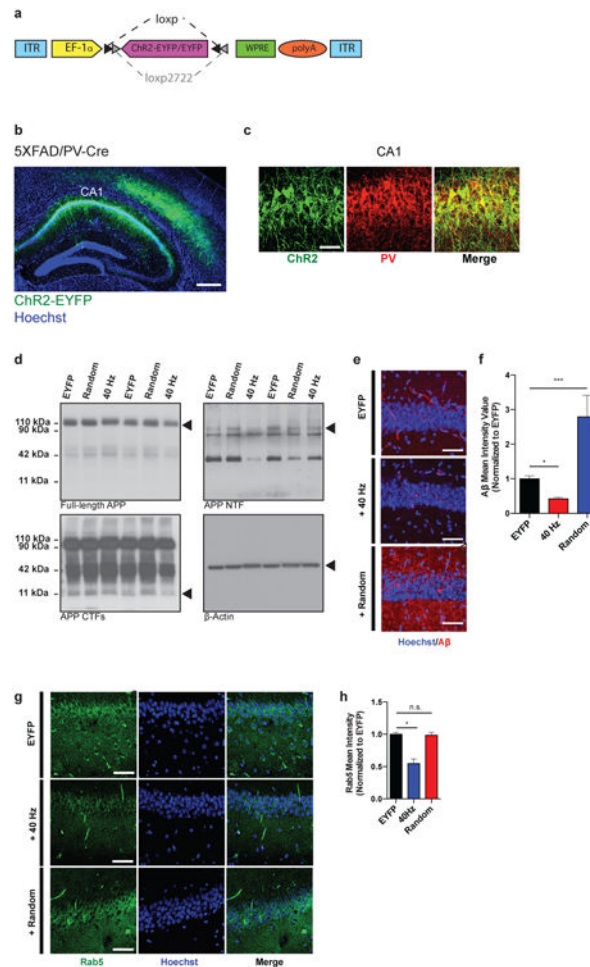 a
loxp
ITR
EF-1α
ChR2-EYFP/EYFP
WPRE
polyA
ITR
loxp2722
b
5XFAD/PV-Cre
CA1
ChR2-EYFP
Hoechst
c
CA1
ChR2
PV
Merge
d
EYFP
Random
40 Hz
EYFP
Random
40 Hz
110 kDa
90 kDa
42 kDa
11 kDa
Full-length APP
EYFP
Random
40 Hz
EYFP
Random
40 Hz
APP NTF
110 kDa
90 kDa
42 kDa
11 kDa
APP CTFs
β-Actin
e
EYFP
+ 40 Hz
+ Random
Hoechst/Aβ
f
Aβ Mean Intensity Value
(Normalized to EYFP)
4
3
2
1
0
***
*
EYFP
40 Hz
Random
g
EYFP
+ 40 Hz
+ Random
Rab5
Hoechst
Merge
h
Rab5 Mean Intensity
(Normalized to EYFP)
1.5
1.0
0.5
0.0
n.s.
*
EYFP
40Hz
Random